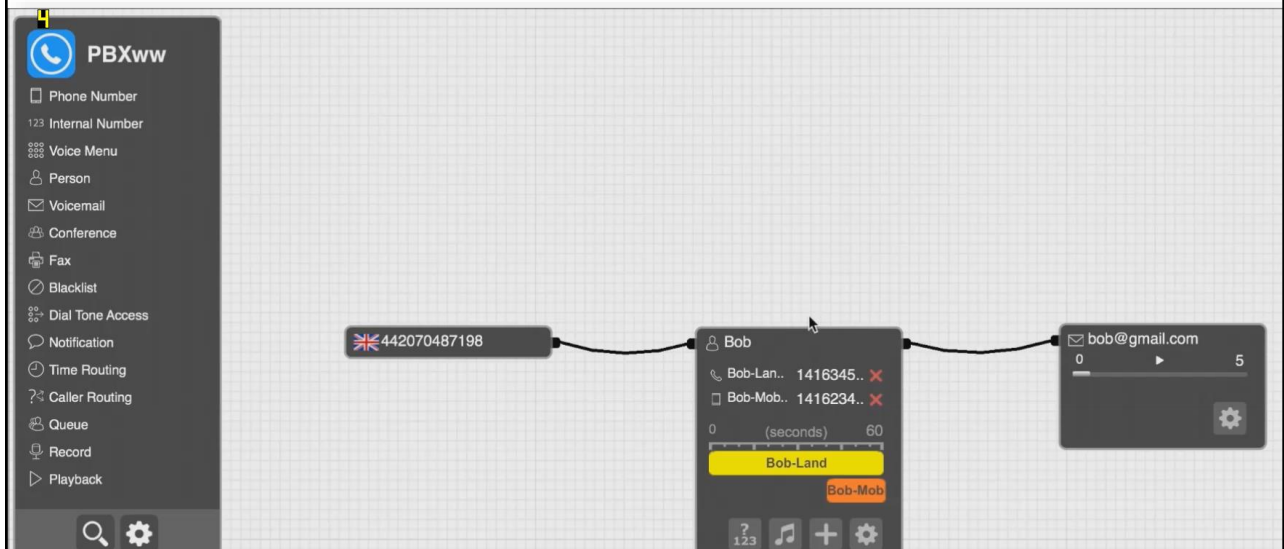 4
PBXww
Phone Number
123 Internal Number
Voice Menu
Person
Voicemail
Conference
Fax
Blacklist
Dial Tone Access
Notification
Time Routing
Caller Routing
Queue
Record
Playback
442070487198
Bob
Bob-Lan.. 1416345..
Bob-Mob.. 1416234..
0 (seconds) 60
Bob-Land
Bob-Mob
?
123
bob@gmail.com
0 5